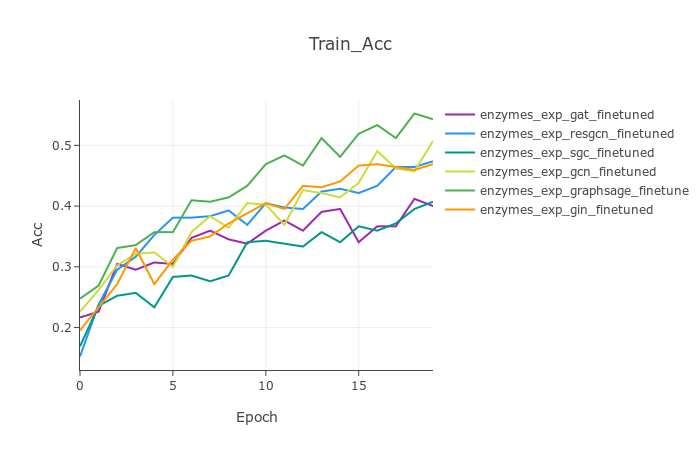 Train_Acc
enzymes_exp_gat_finetuned
enzymes_exp_resgcn_finetuned
enzymes_exp_sgc_finetuned
enzymes_exp_gcn_finetuned
enzymes_exp_graphsage_finetune
enzymes_exp_gin_finetuned
Acc
0.5
0.4
0.3
0.2
0
5
10
15
Epoch